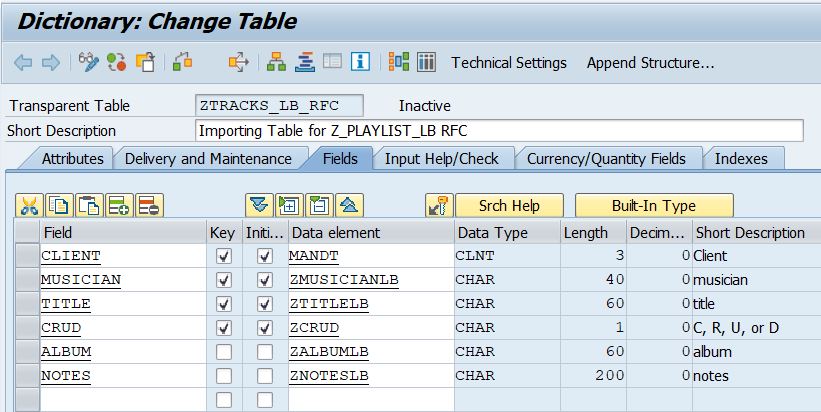 Dictionary: Change Table
Technical Settings Append Structure...
Transparent Table ZTRACKS_LB_RFC Inactive
Short Description Importing Table for Z_PLAYLIST_LB RFC
Attributes Delivery and Maintenance Fields Input Help/Check Currency/Quantity Fields Indexes
Srch Help Built-In Type
Field Key Initi... Data element Data Type Length Decim... Short Description
CLIENT MANDT CLNT 3 0 Client
MUSICIAN ZMUSICIANLB CHAR 40 0 musician
TITLE ZTITLELB CHAR 60 0 title
CRUD ZCRUD CHAR 1 0 C, R, U, or D
ALBUM ZALBUMLB CHAR 60 0 album
NOTES ZNOTESLB CHAR 200 0 notes